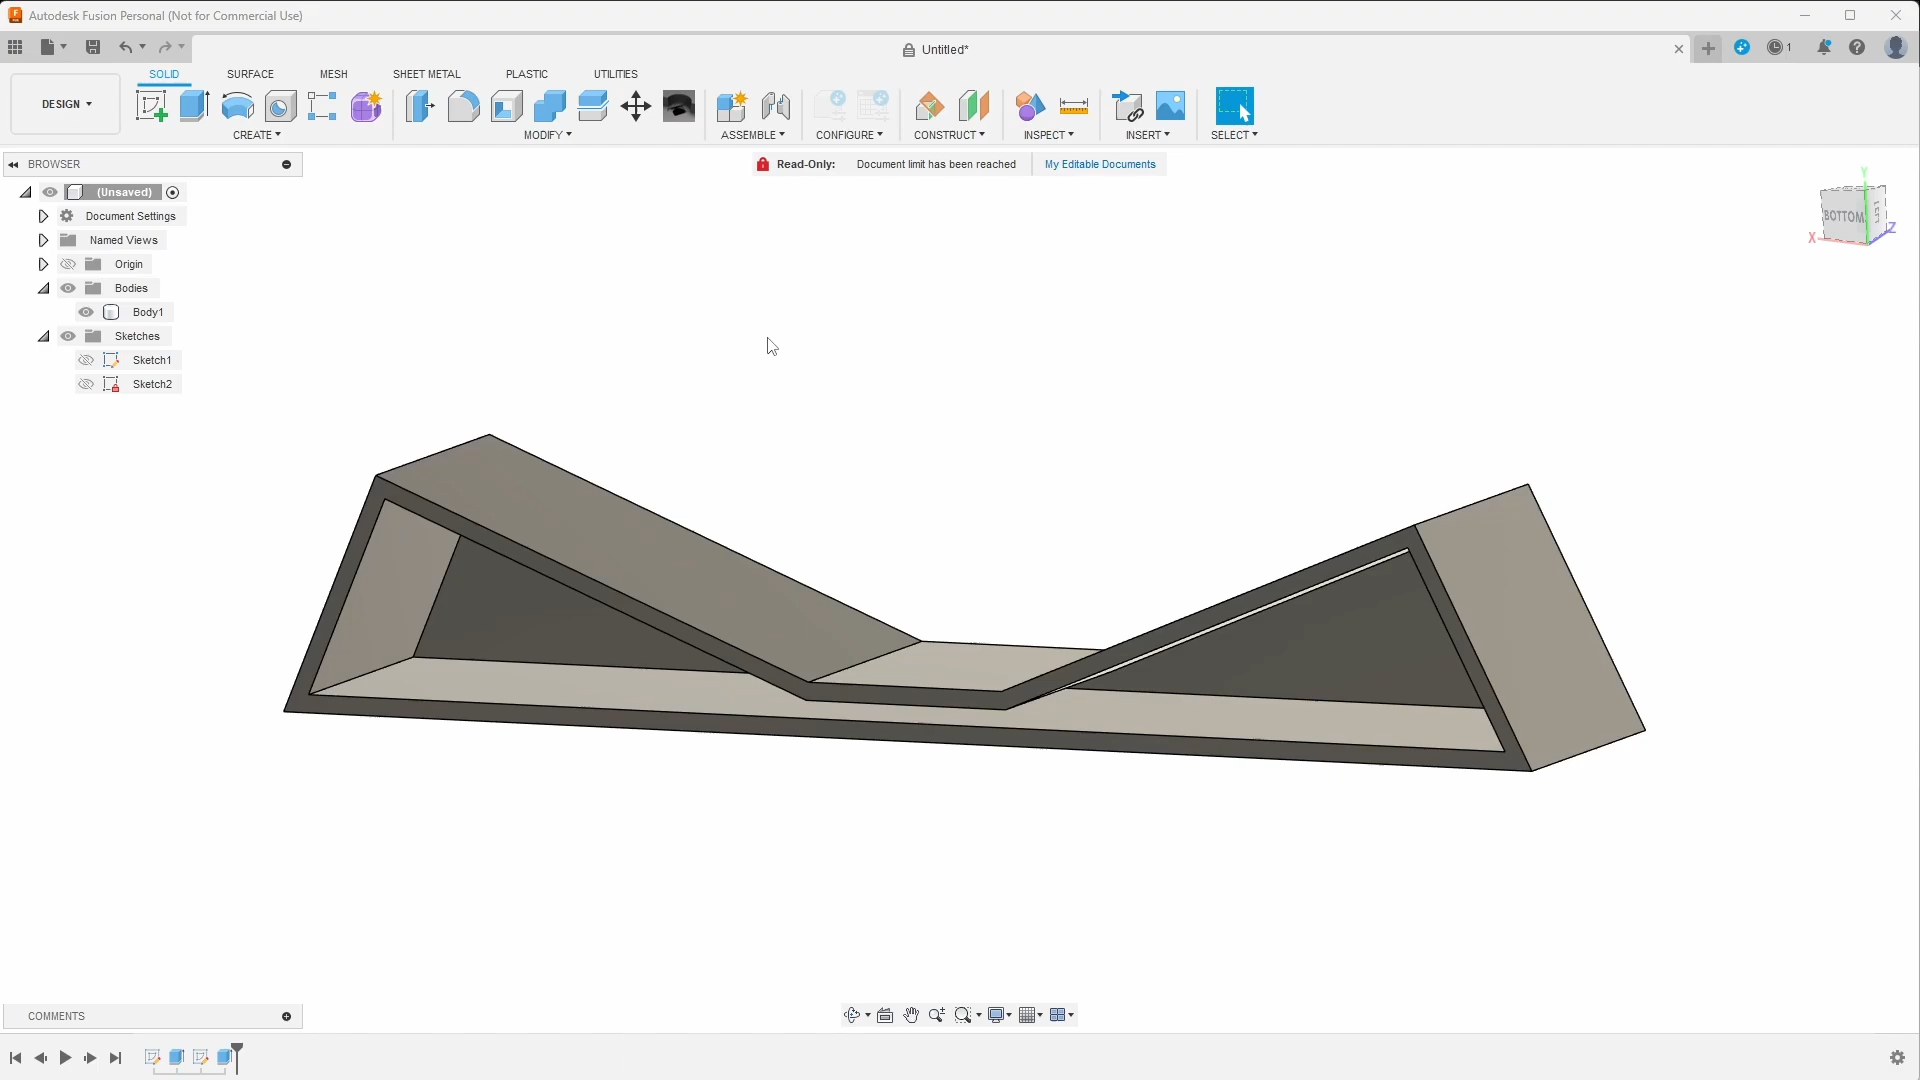 Autodesk Fusion Personal (Not for Commercial Use)
Untitled*
1
SOLID SURFACE MESH SHEET METAL PLASTIC UTILITIES
DESIGN
CREATE MODIFY ASSEMBLE CONFIGURE CONSTRUCT INSPECT INSERT SELECT
BROWSER
Read-Only: Document limit has been reached My Editable Documents
(Unsaved)
Document Settings
Named Views
Origin
Bodies
Body1
Sketches
Sketch1
Sketch2
Y
BOTTOM
LEFT
X
Z
COMMENTS